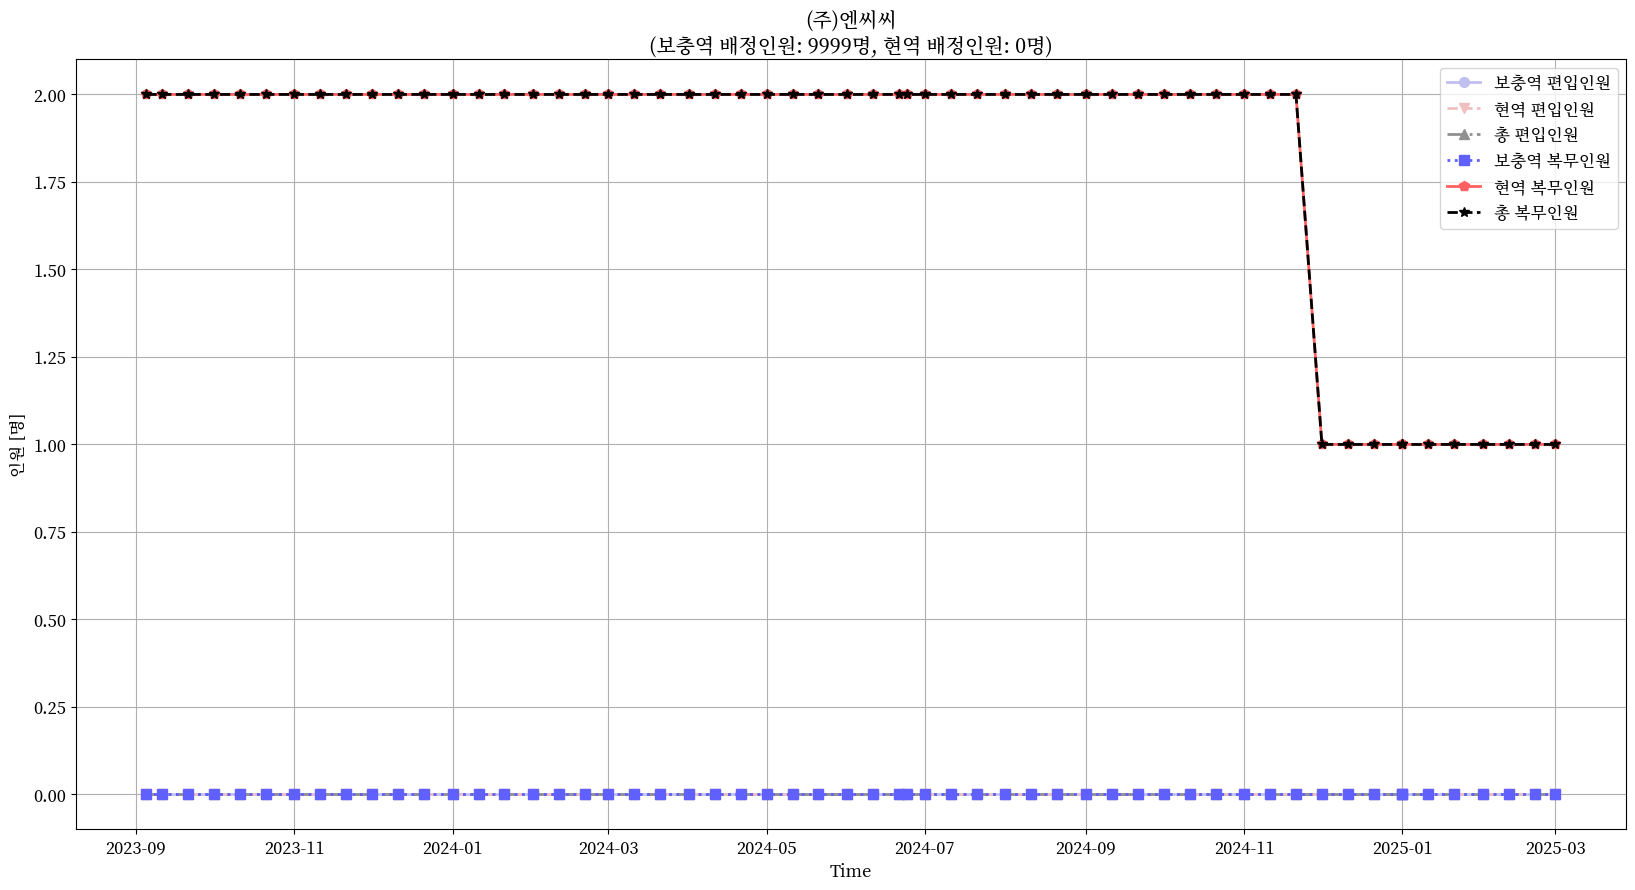 (주)엔씨씨
(보충역 배정인원: 9999명, 현역 배정인원: 0명)
보충역 편입인원
현역 편입인원
총 편입인원
보충역 복무인원
현역 복무인원
총 복무인원
2.00
1.75
1.50
1.25
1.00
0.75
0.50
0.25
0.00
인원 [명]
2023-09 2023-11 2024-01 2024-03 2024-05 2024-07 2024-09 2024-11 2025-01 2025-03
Time